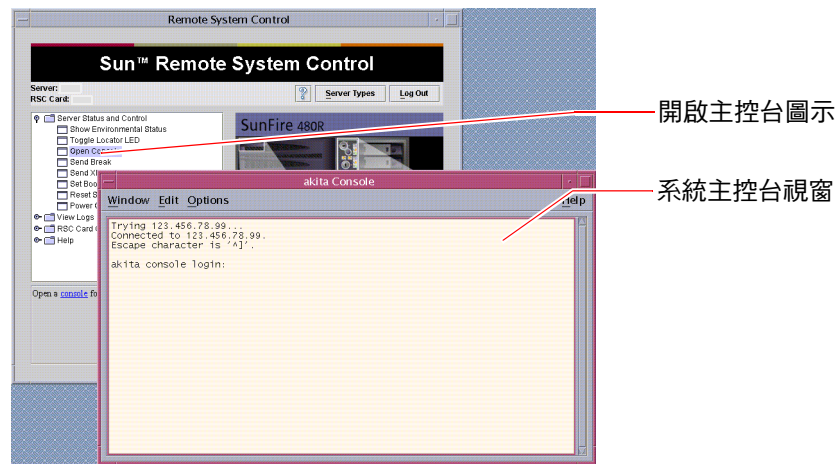 Remote System Control
Sun™ Remote System Control
Server:
RSC Card:
? Server Types Log Out
Server Status and Control
Show Environmental Status
Toggle Locator LED
Open
Send Break
Send
Set
Reset
Power
View Logs
RSC Card
Help
Open a console
SunFire 480R
akita Console
Window Edit Options Help
Trying 123.456.78.99...
Connected to 123.456.78.99.
Escape character is '^]'.
akita console login:
開啟主控台圖示
系統主控台視窗